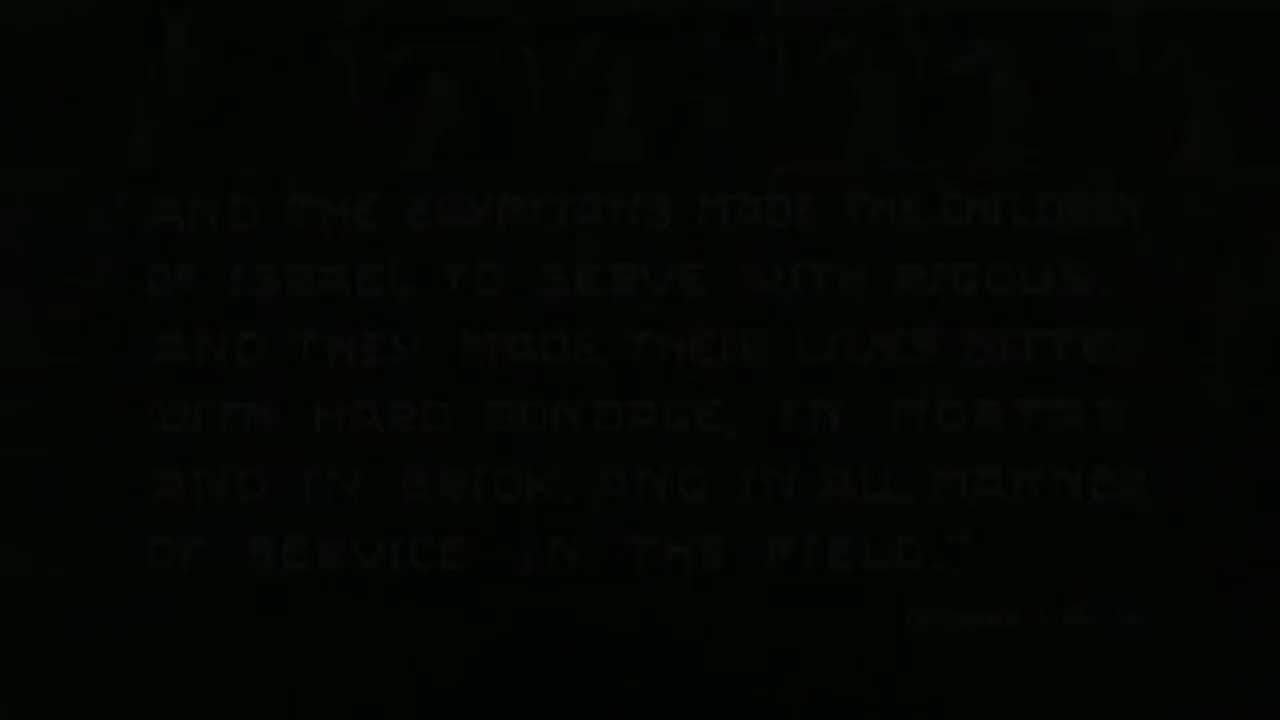 "AND THE EGYPTIANS MADE THE CHILDREN
OF ISRAEL TO SERVE WITH RIGOUR.
AND THEY MADE THEIR LIVES BITTER
WITH HARD BONDAGE, IN MORTAR
AND IN BRICK, AND IN ALL MANNER
OF SERVICE IN THE FIELD."